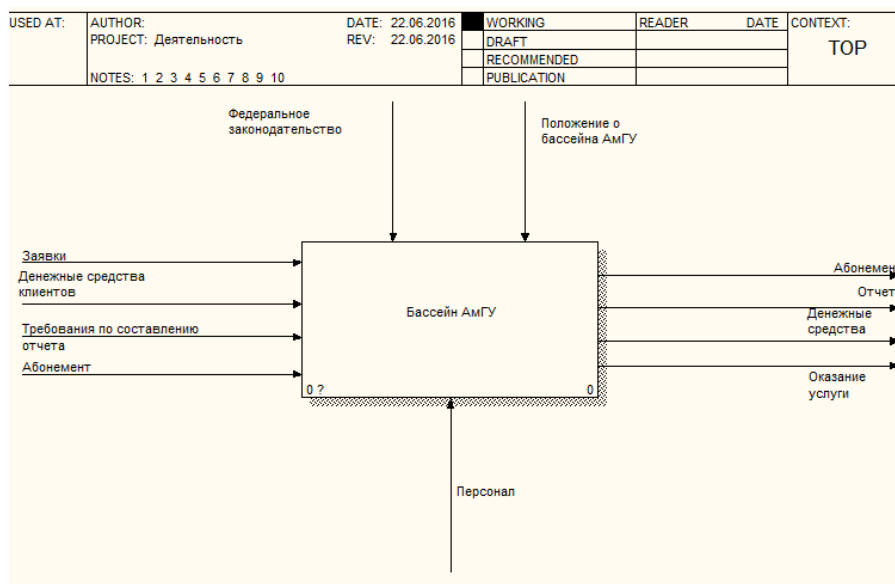 USED AT:
AUTHOR:
DATE: 22.06.2016
WORKING
READER
DATE
CONTEXT:
PROJECT: Деятельность
REV: 22.06.2016
DRAFT
TOP
RECOMMENDED
NOTES: 1 2 3 4 5 6 7 8 9 10
PUBLICATION
Федеральное
законодательство
Положение о
бассейна АмГУ
Заявки
Денежные средства
клиентов
Требования по составлению
отчета
Абонемент
Бассейн АмГУ
0 ?
0
Абонемен
Отчет
Денежные
средства
Оказание
услуги
Персонал